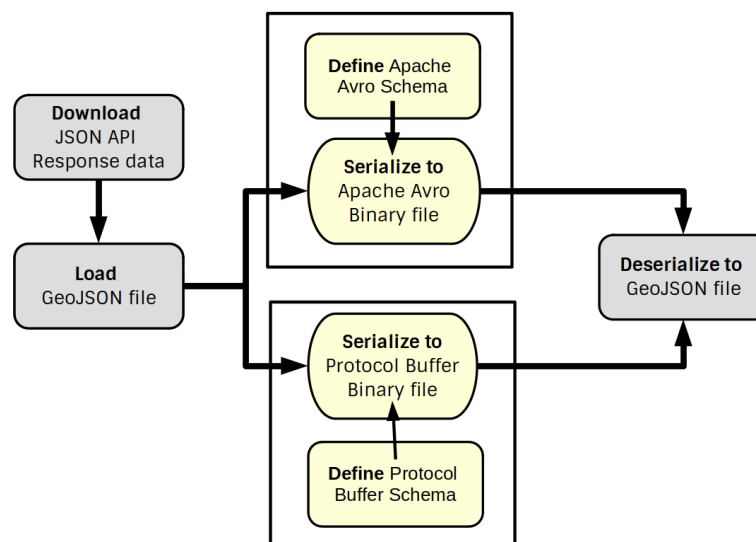 Define Apache
Avro Schema
Download
JSON API
Response data
Serialize to
Apache Avro
Binary file
Load
GeoJSON file
Deserialize to
GeoJSON file
Serialize to
Protocol Buffer
Binary file
Define Protocol
Buffer Schema